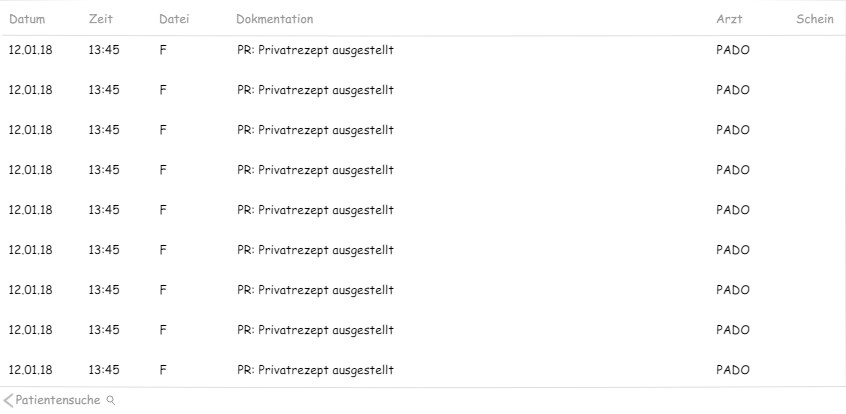 Datum Zeit Datei Dokmentation Arzt Schein
12.01.18 13:45 F PR: Privatrezept ausgestellt PADO
12.01.18 13:45 F PR: Privatrezept ausgestellt PADO
12.01.18 13:45 F PR: Privatrezept ausgestellt PADO
12.01.18 13:45 F PR: Privatrezept ausgestellt PADO
12.01.18 13:45 F PR: Privatrezept ausgestellt PADO
12.01.18 13:45 F PR: Privatrezept ausgestellt PADO
12.01.18 13:45 F PR: Privatrezept ausgestellt PADO
12.01.18 13:45 F PR: Privatrezept ausgestellt PADO
12.01.18 13:45 F PR: Privatrezept ausgestellt PADO
Patientensuche